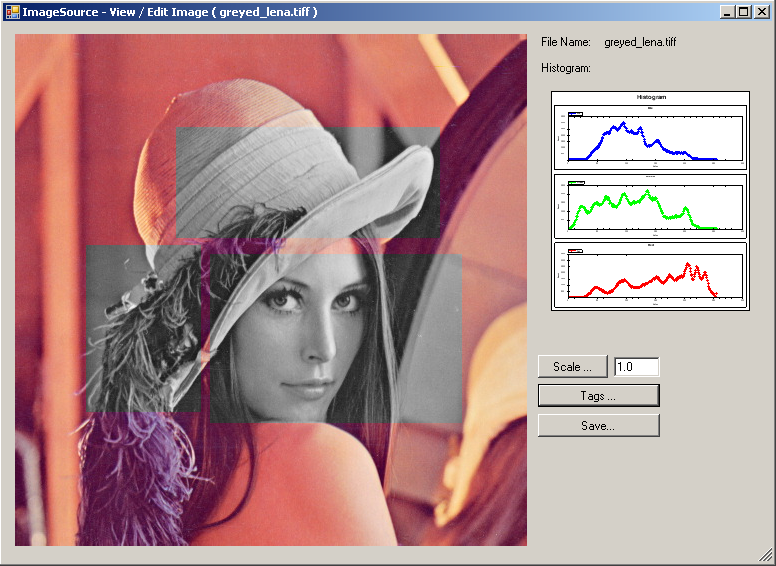 ImageSource - View / Edit Image ( greyed_lena.tiff )
File Name: greyed_lena.tiff
Histogram:
Histogram
Scale ...
1.0
Tags ...
Save...